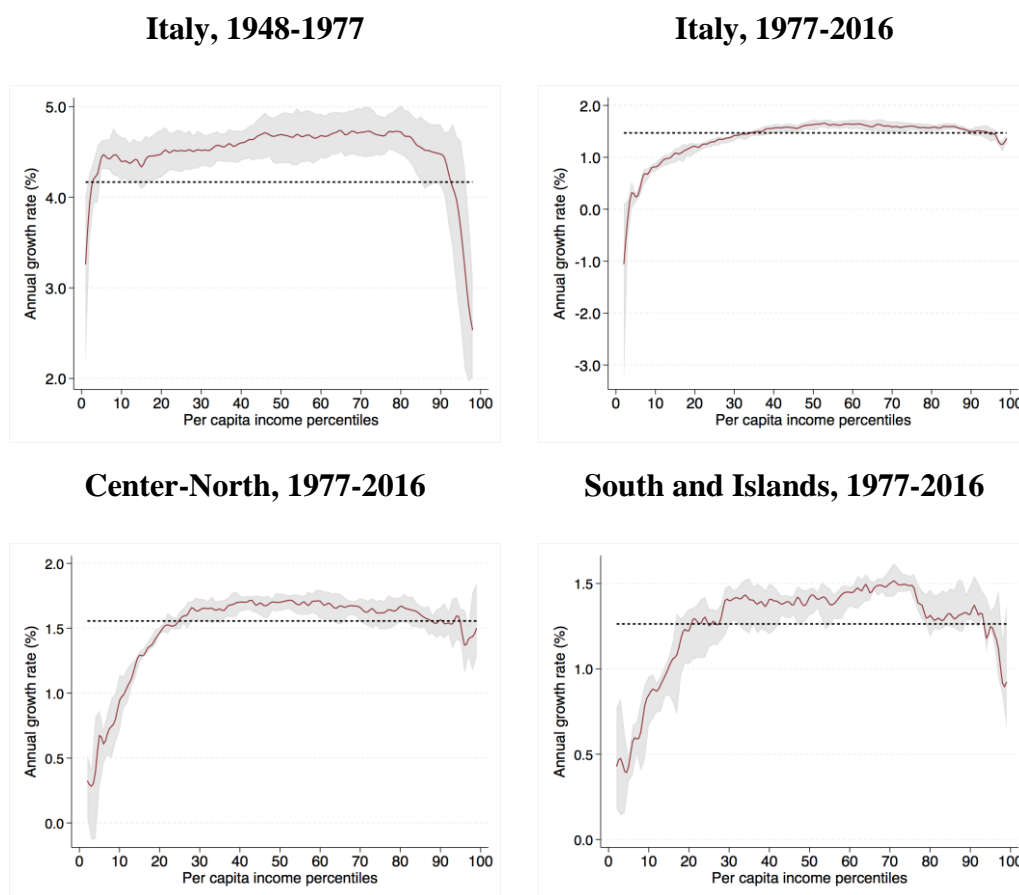 Italy, 1948-1977
Italy, 1977-2016
5.0
4.0
3.0
2.0
Annual growth rate (%)
0 10 20 30 40 50 60 70 80 90 100
Per capita income percentiles
2.0
1.0
0.0
-1.0
-2.0
-3.0
Annual growth rate (%)
0 10 20 30 40 50 60 70 80 90 100
Per capita income percentiles
Center-North, 1977-2016
South and Islands, 1977-2016
2.0
1.5
1.0
0.5
0.0
Annual growth rate (%)
0 10 20 30 40 50 60 70 80 90 100
Per capita income percentiles
1.5
1.0
0.5
0.0
Annual growth rate (%)
0 10 20 30 40 50 60 70 80 90 100
Per capita income percentiles